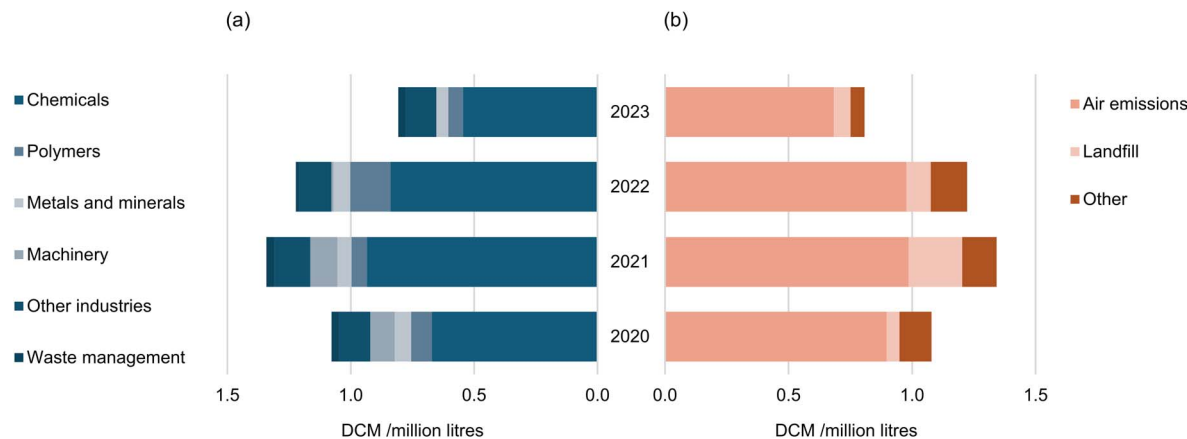 (a)
(b)
Chemicals
Polymers
Metals and minerals
Machinery
Other industries
Waste management
2023
2022
2021
2020
1.5
1.0
0.5
0.0
DCM /million litres
Air emissions
Landfill
Other
0.0
0.5
1.0
1.5
DCM /million litres